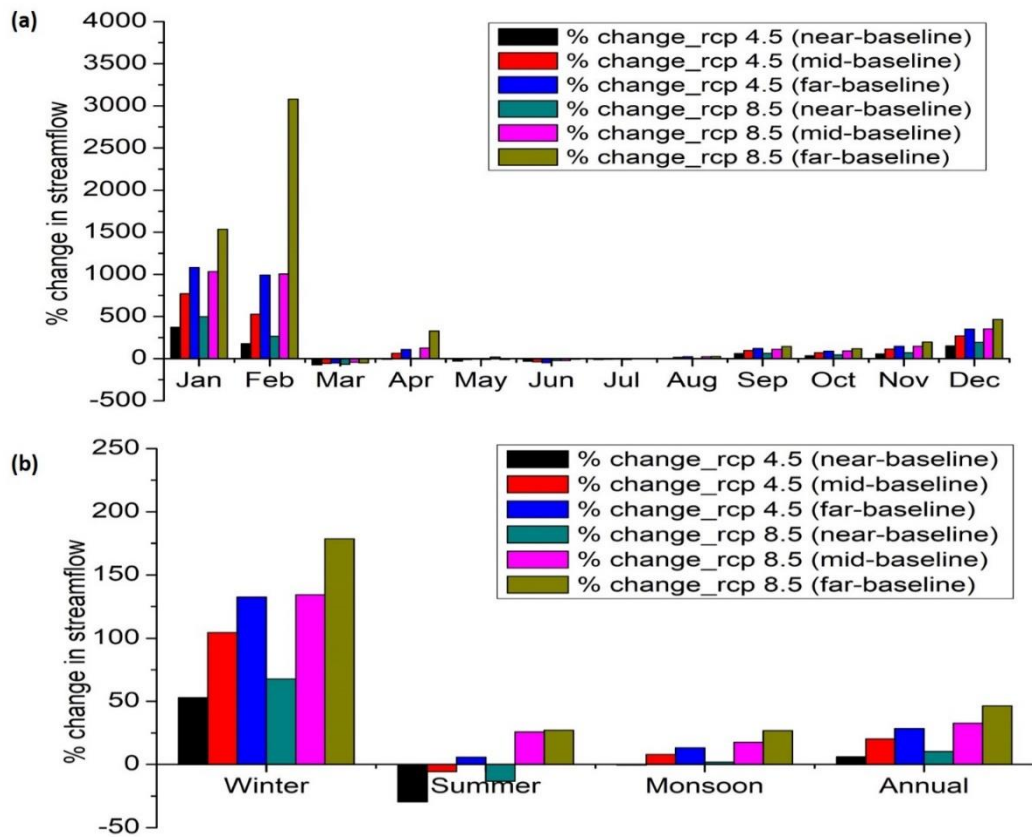 (a)
% change in streamflow
4000
3500
3000
2500
2000
1500
1000
500
0
-500
% change_rcp 4.5 (near-baseline)
% change_rcp 4.5 (mid-baseline)
% change_rcp 4.5 (far-baseline)
% change_rcp 8.5 (near-baseline)
% change_rcp 8.5 (mid-baseline)
% change_rcp 8.5 (far-baseline)
Jan Feb Mar Apr May Jun Jul Aug Sep Oct Nov Dec
(b)
% change in streamflow
250
200
150
100
50
0
-50
% change_rcp 4.5 (near-baseline)
% change_rcp 4.5 (mid-baseline)
% change_rcp 4.5 (far-baseline)
% change_rcp 8.5 (near-baseline)
% change_rcp 8.5 (mid-baseline)
% change_rcp 8.5 (far-baseline)
Winter Summer Monsoon Annual